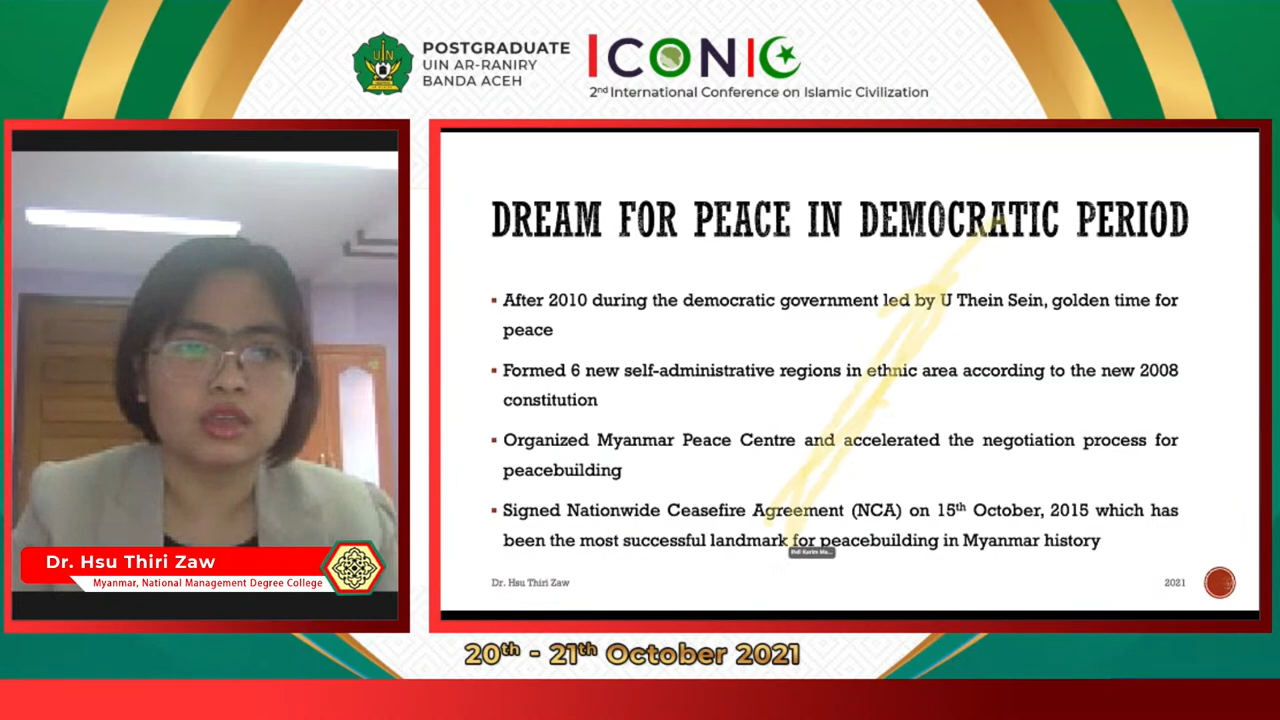 POSTGRADUATE
UIN AR-RANIRY
BANDA ACEH
ICONIC
2nd International Conference on Islamic Civilization
UIN
DREAM FOR PEACE IN DEMOCRATIC PERIOD
▪ After 2010 during the democratic government led by U Thein Sein, golden time for
peace
▪ Formed 6 new self-administrative regions in ethnic area according to the new 2008
constitution
▪ Organized Myanmar Peace Centre and accelerated the negotiation process for
peacebuilding
▪ Signed Nationwide Ceasefire Agreement (NCA) on 15th October, 2015 which has
been the most successful landmark for peacebuilding in Myanmar history
Dr. Hsu Thiri Zaw
2021
Dr. Hsu Thiri Zaw
Myanmar, National Management Degree College
20th - 21th October 2021